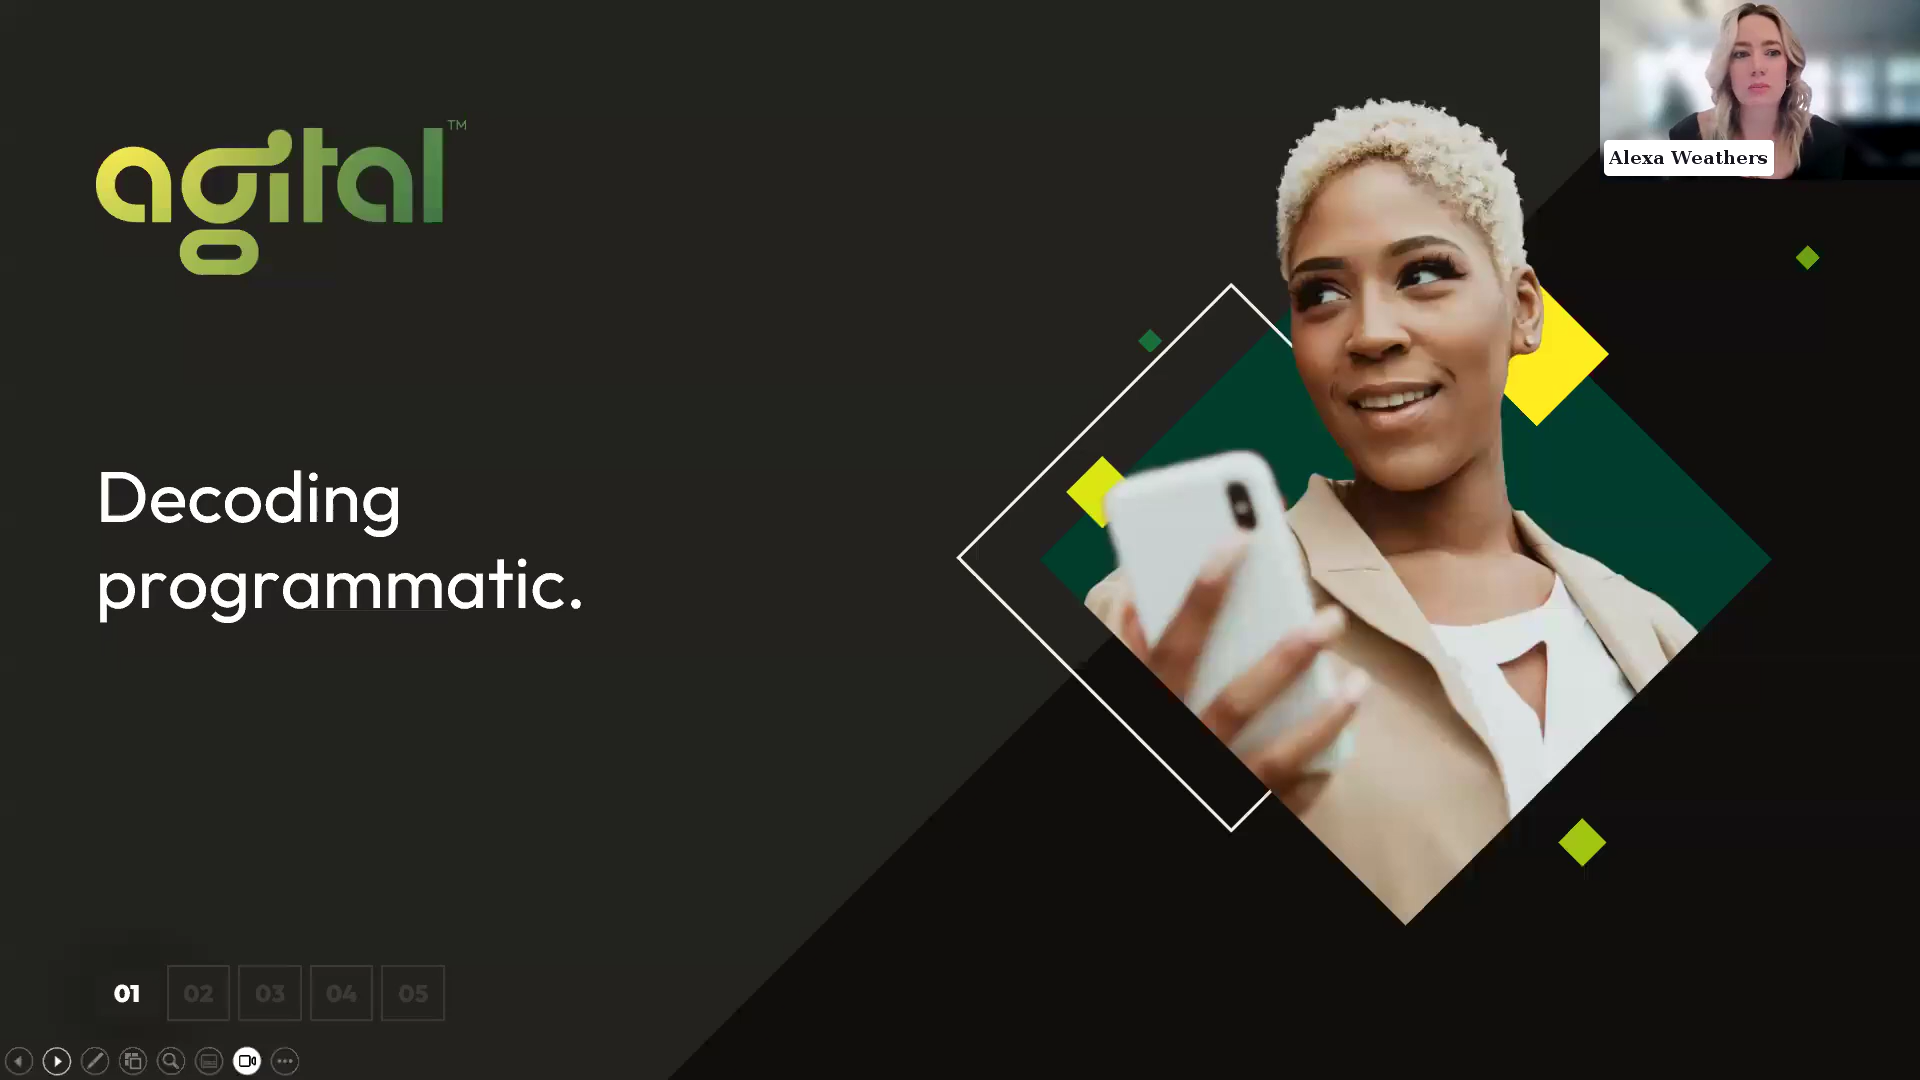 agital™
Alexa Weathers
Decoding
programmatic.
01 02 03 04 05